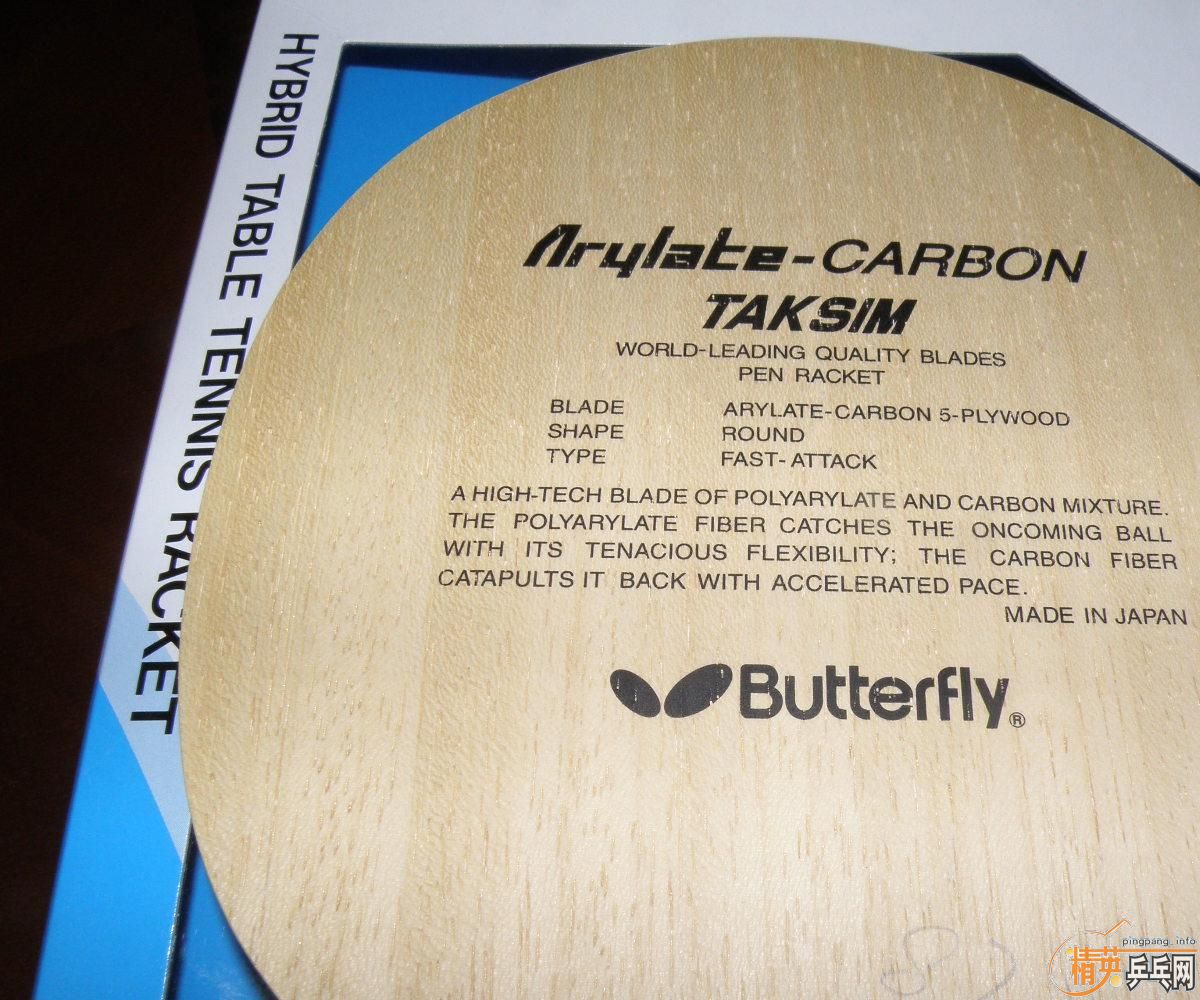 HYBRID TABLE TENNIS RACKET
Arylate-CARBON
TAKSIM
WORLD-LEADING QUALITY BLADES
PEN RACKET
BLADE ARYLATE-CARBON 5-PLYWOOD
SHAPE ROUND
TYPE FAST-ATTACK
A HIGH-TECH BLADE OF POLYARYLATE AND CARBON MIXTURE.
THE POLYARYLATE FIBER CATCHES THE ONCOMING BALL
WITH ITS TENACIOUS FLEXIBILITY; THE CARBON FIBER
CATAPULTS IT BACK WITH ACCELERATED PACE.
MADE IN JAPAN
Butterfly®
pingpang.info
精英乒乓网